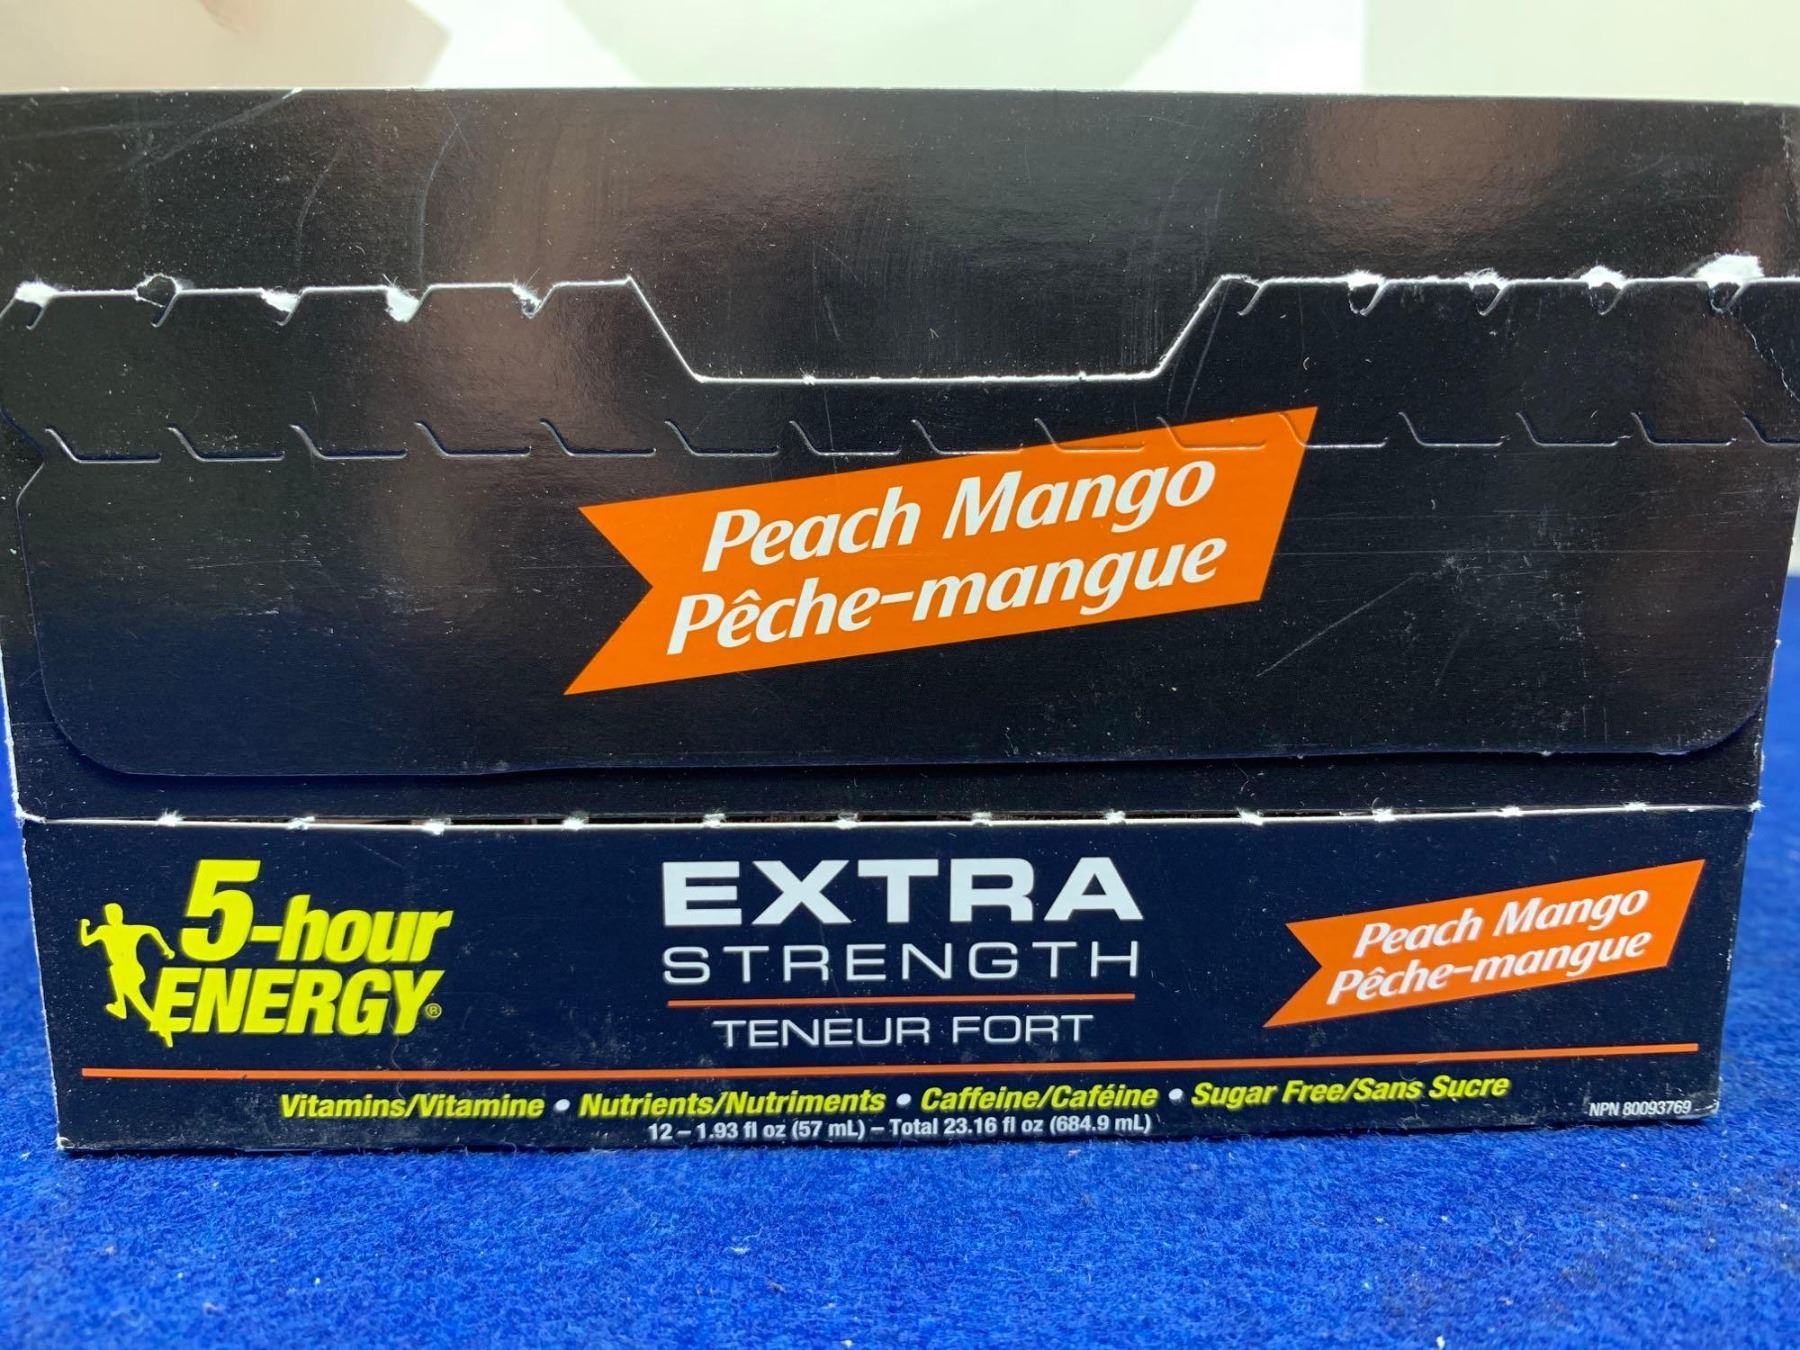 Peach Mango
Pêche-mangue
5-hour
ENERGY®
EXTRA
STRENGTH
TENEUR FORT
Peach Mango
Pêche-mangue
Vitamins/Vitamine • Nutrients/Nutriments • Caffeine/Caféine • Sugar Free/Sans Sucre
12 – 1.93 fl oz (57 mL) – Total 23.16 fl oz (684.9 mL)
NPN 80093769